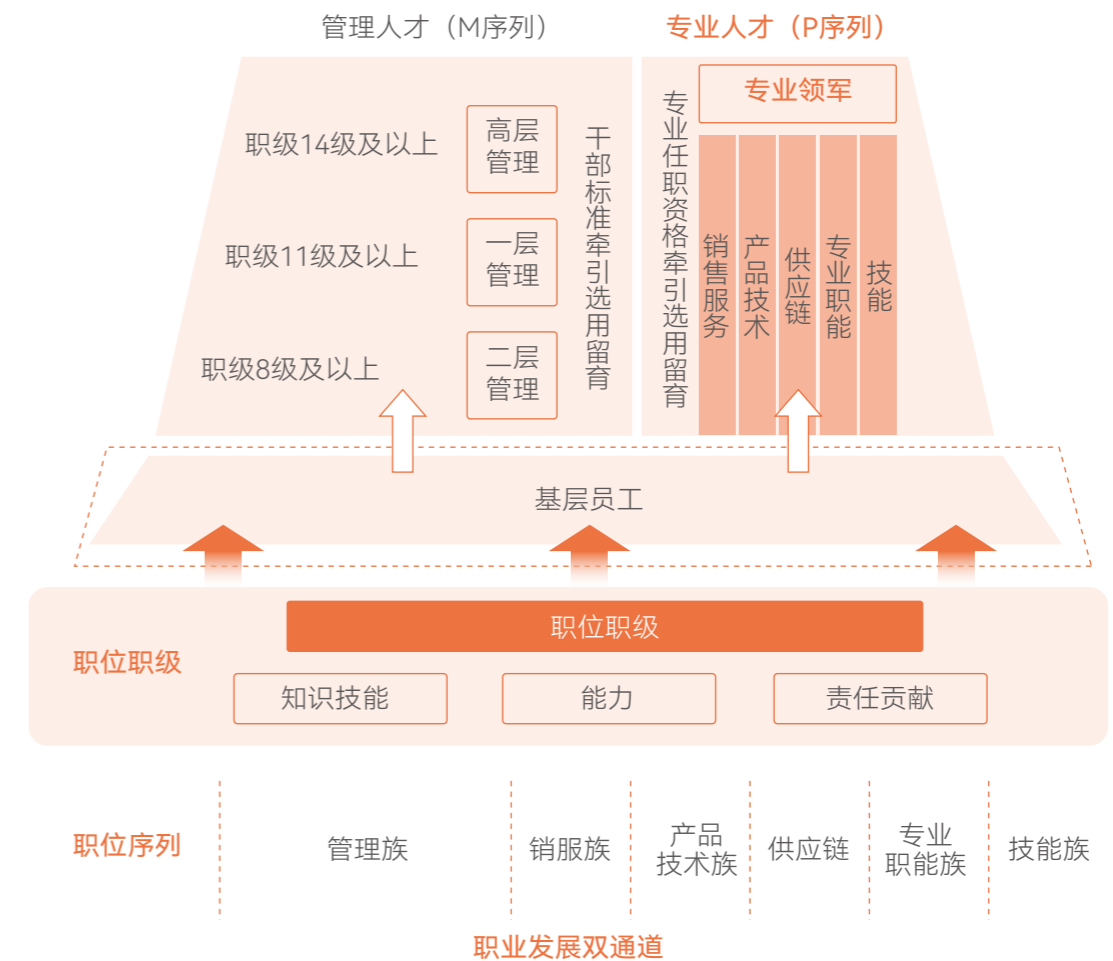 管理人才（M序列）
专业人才（P序列）
职级14级及以上
高层
管理
职级11级及以上
一层
管理
职级8级及以上
二层
管理
干部标准牵引选用留育
专业任职资格牵引选用留育
专业领军
销售服务
产品技术
供应链
专业职能
技能
基层员工
职位职级
职位职级
知识技能
能力
责任贡献
职位序列
管理族
销服族
产品
技术族
供应链
专业
职能族
技能族
职业发展双通道